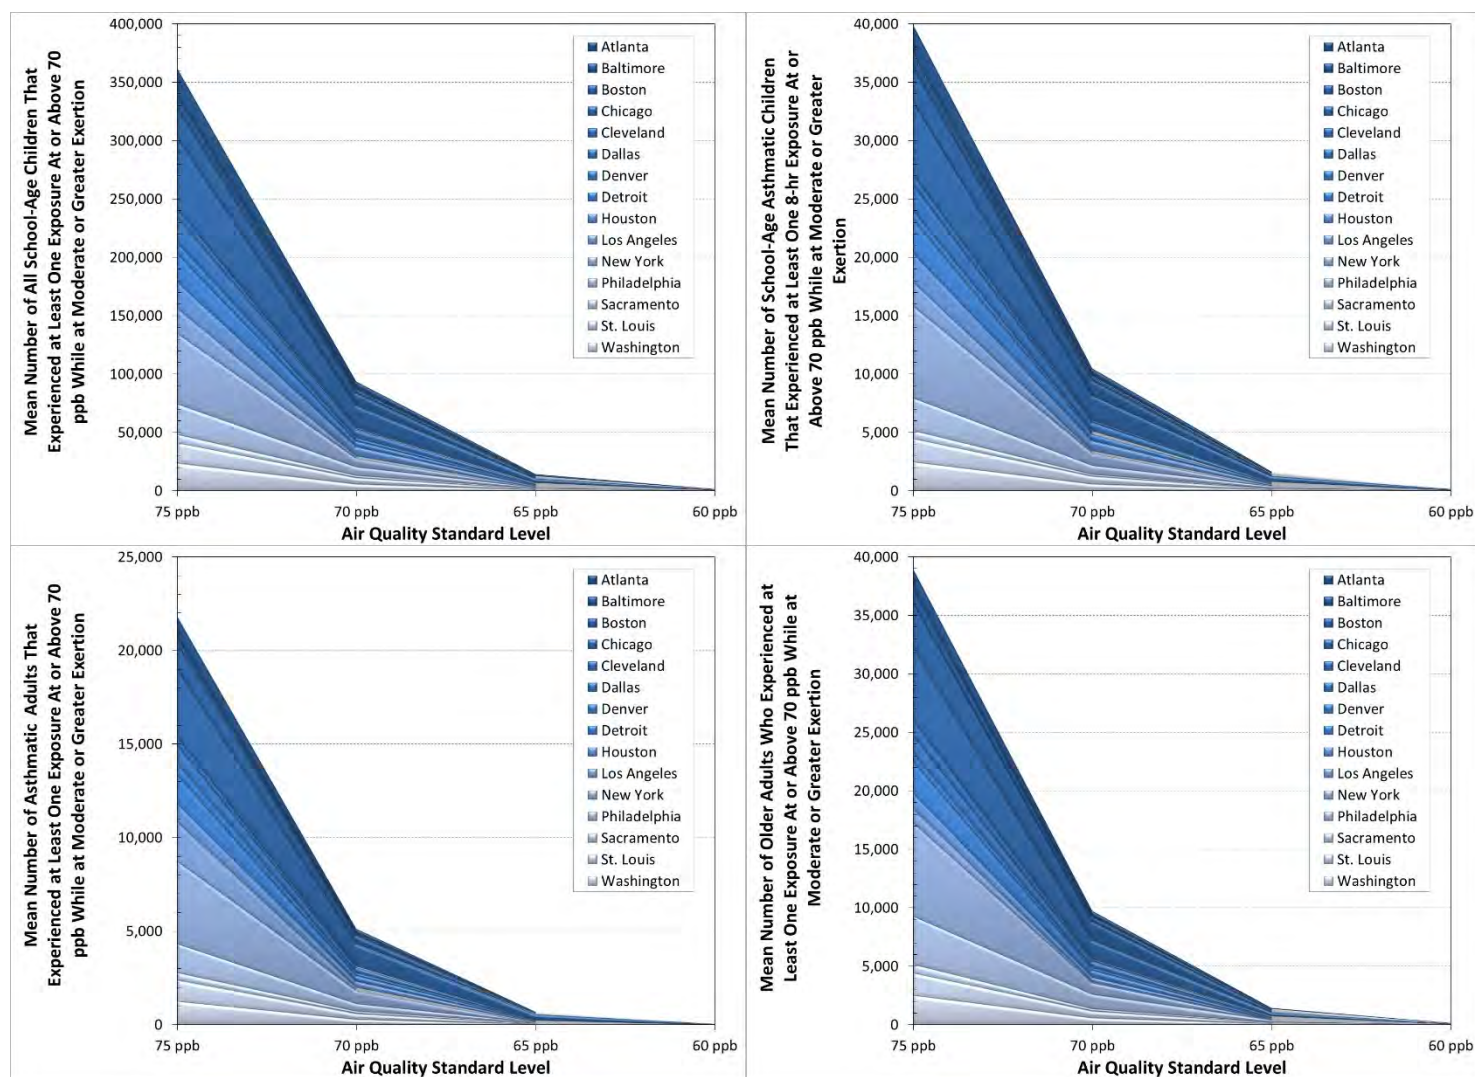 Mean Number of All School-Age Children That
Experienced at Least One Exposure At or Above 70
ppb While at Moderate or Greater Exertion
400,000
350,000
300,000
250,000
200,000
150,000
100,000
50,000
0
75 ppb
70 ppb
65 ppb
60 ppb
Air Quality Standard Level
Atlanta
Baltimore
Boston
Chicago
Cleveland
Dallas
Denver
Detroit
Houston
Los Angeles
New York
Philadelphia
Sacramento
St. Louis
Washington
Mean Number of School-Age Asthmatic Children
That Experienced at Least One 8-hr Exposure At or
Above 70 ppb While at Moderate or Greater
Exertion
40,000
35,000
30,000
25,000
20,000
15,000
10,000
5,000
0
75 ppb
70 ppb
65 ppb
60 ppb
Air Quality Standard Level
Atlanta
Baltimore
Boston
Chicago
Cleveland
Dallas
Denver
Detroit
Houston
Los Angeles
New York
Philadelphia
Sacramento
St. Louis
Washington
Mean Number of Asthmatic Adults That
Experienced at Least One Exposure At or Above 70
ppb While at Moderate or Greater Exertion
25,000
20,000
15,000
10,000
5,000
0
75 ppb
70 ppb
65 ppb
60 ppb
Air Quality Standard Level
Atlanta
Baltimore
Boston
Chicago
Cleveland
Dallas
Denver
Detroit
Houston
Los Angeles
New York
Philadelphia
Sacramento
St. Louis
Washington
Mean Number of Older Adults Who Experienced at
Least One Exposure At or Above 70 ppb While at
Moderate or Greater Exertion
40,000
35,000
30,000
25,000
20,000
15,000
10,000
5,000
0
75 ppb
70 ppb
65 ppb
60 ppb
Air Quality Standard Level
Atlanta
Baltimore
Boston
Chicago
Cleveland
Dallas
Denver
Detroit
Houston
Los Angeles
New York
Philadelphia
Sacramento
St. Louis
Washington